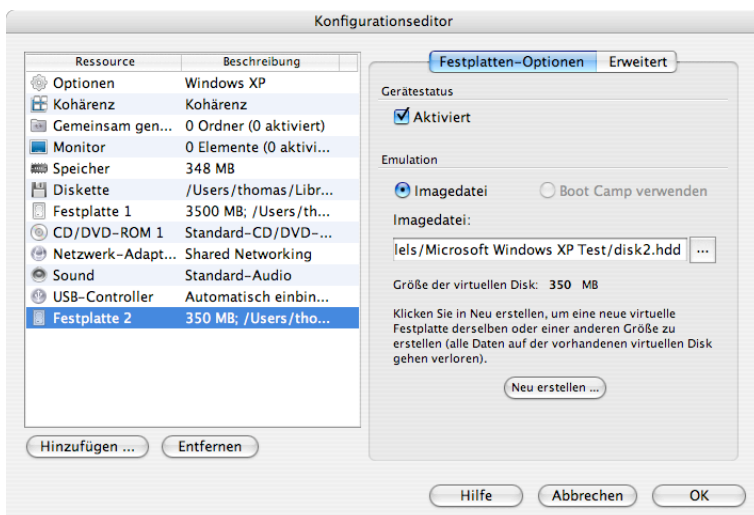 Konfigurationseditor
Ressource Beschreibung
Optionen Windows XP
Kohärenz Kohärenz
Gemeinsam gen... 0 Ordner (0 aktiviert)
Monitor 0 Elemente (0 aktivi...
Speicher 348 MB
Diskette /Users/thomas/Libr...
Festplatte 1 3500 MB; /Users/th...
CD/DVD-ROM 1 Standard-CD/DVD-...
Netzwerk-Adapt... Shared Networking
Sound Standard-Audio
USB-Controller Automatisch einbin...
Festplatte 2 350 MB; /Users/tho...
Hinzufügen ... Entfernen
Festplatten-Optionen Erweitert
Gerätestatus
Aktiviert
Emulation
Imagedatei Boot Camp verwenden
Imagedatei:
lels/Microsoft Windows XP Test/disk2.hdd ...
Größe der virtuellen Disk: 350 MB
Klicken Sie in Neu erstellen, um eine neue virtuelle
Festplatte derselben oder einer anderen Größe zu
erstellen (alle Daten auf der vorhandenen virtuellen Disk
gehen verloren).
Neu erstellen ...
Hilfe Abbrechen OK